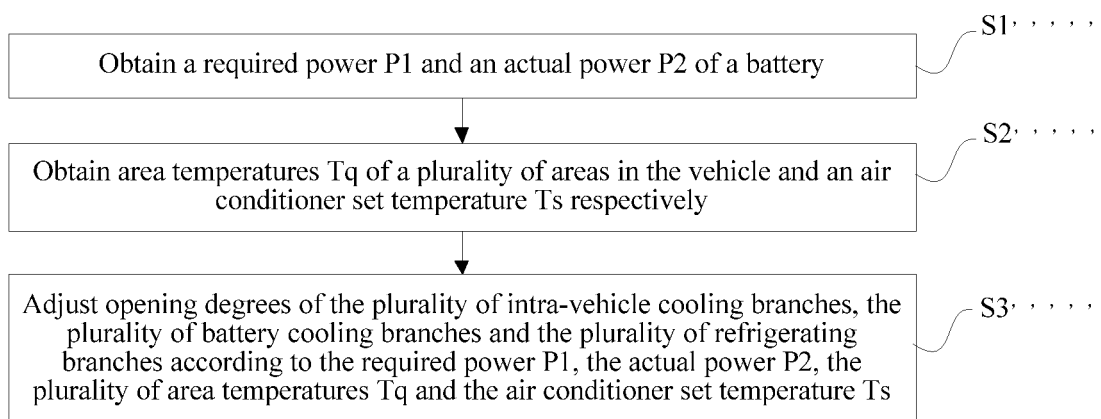 S1′′′′′
Obtain a required power P1 and an actual power P2 of a battery
S2′′′′′
Obtain area temperatures Tq of a plurality of areas in the vehicle and an air
conditioner set temperature Ts respectively
Adjust opening degrees of the plurality of intra-vehicle cooling branches, the
plurality of battery cooling branches and the plurality of refrigerating
branches according to the required power P1, the actual power P2, the
plurality of area temperatures Tq and the air conditioner set temperature Ts
S3′′′′′